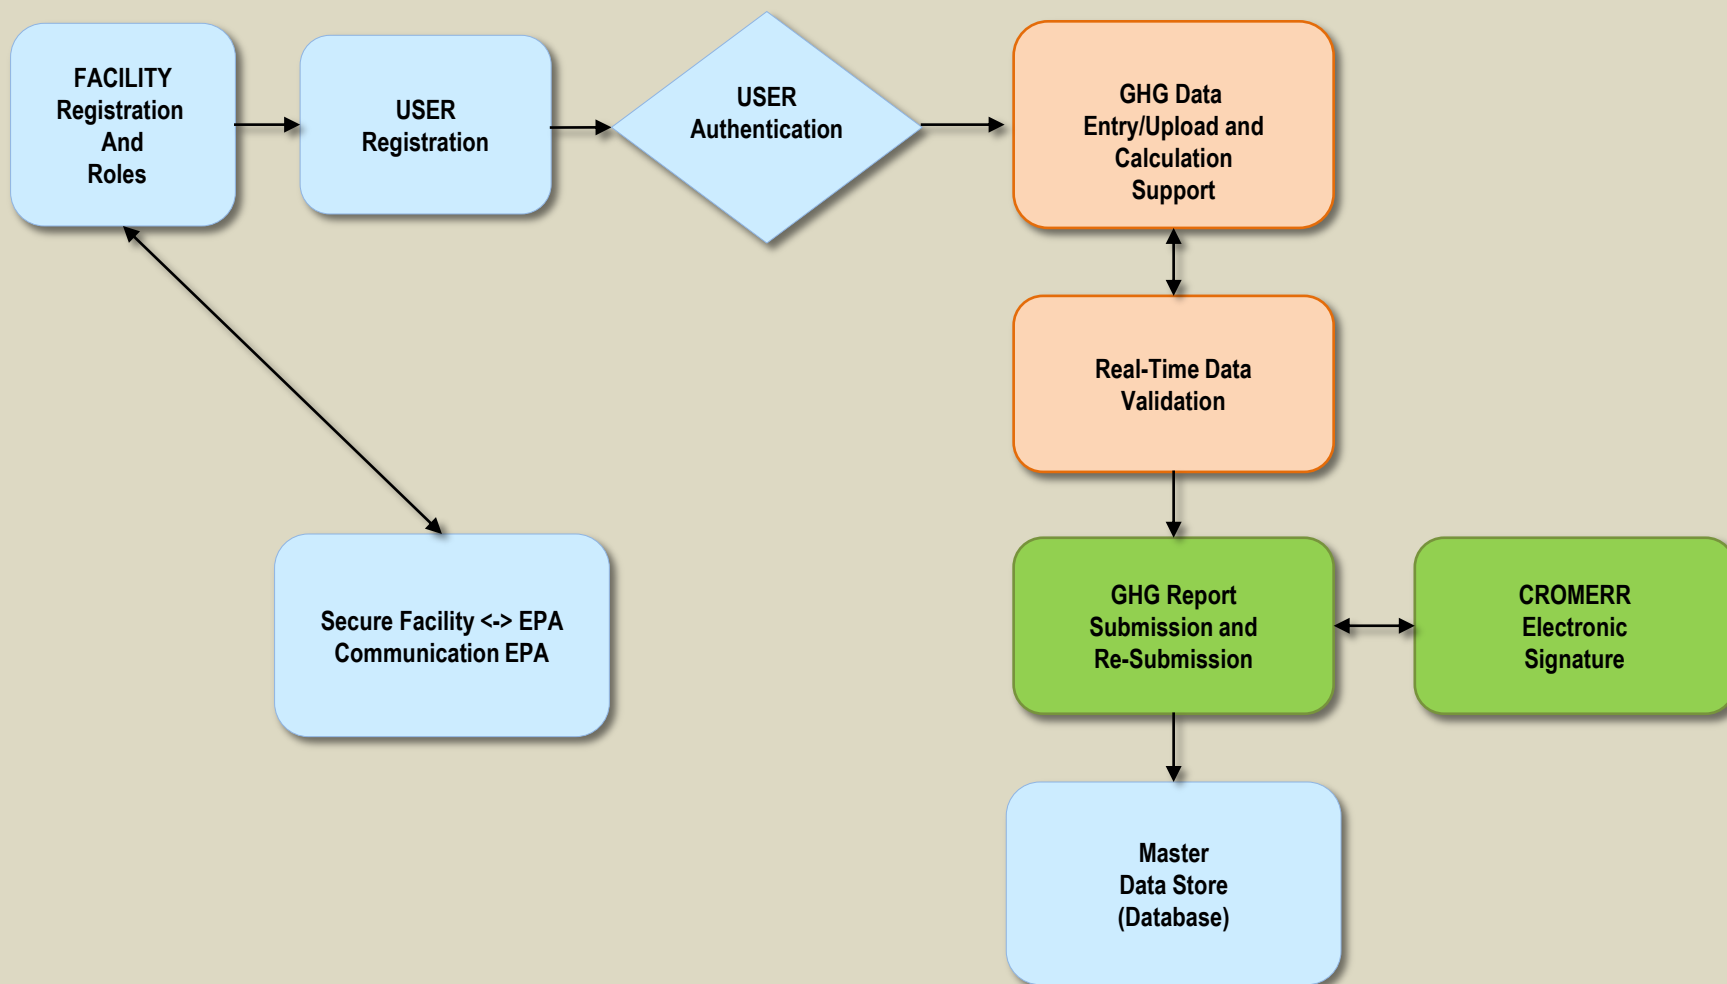 FACILITY
Registration
And
Roles
USER
Registration
USER
Authentication
GHG Data
Entry/Upload and
Calculation
Support
Real-Time Data
Validation
Secure Facility <-> EPA
Communication EPA
GHG Report
Submission and
Re-Submission
CROMERR
Electronic
Signature
Master
Data Store
(Database)